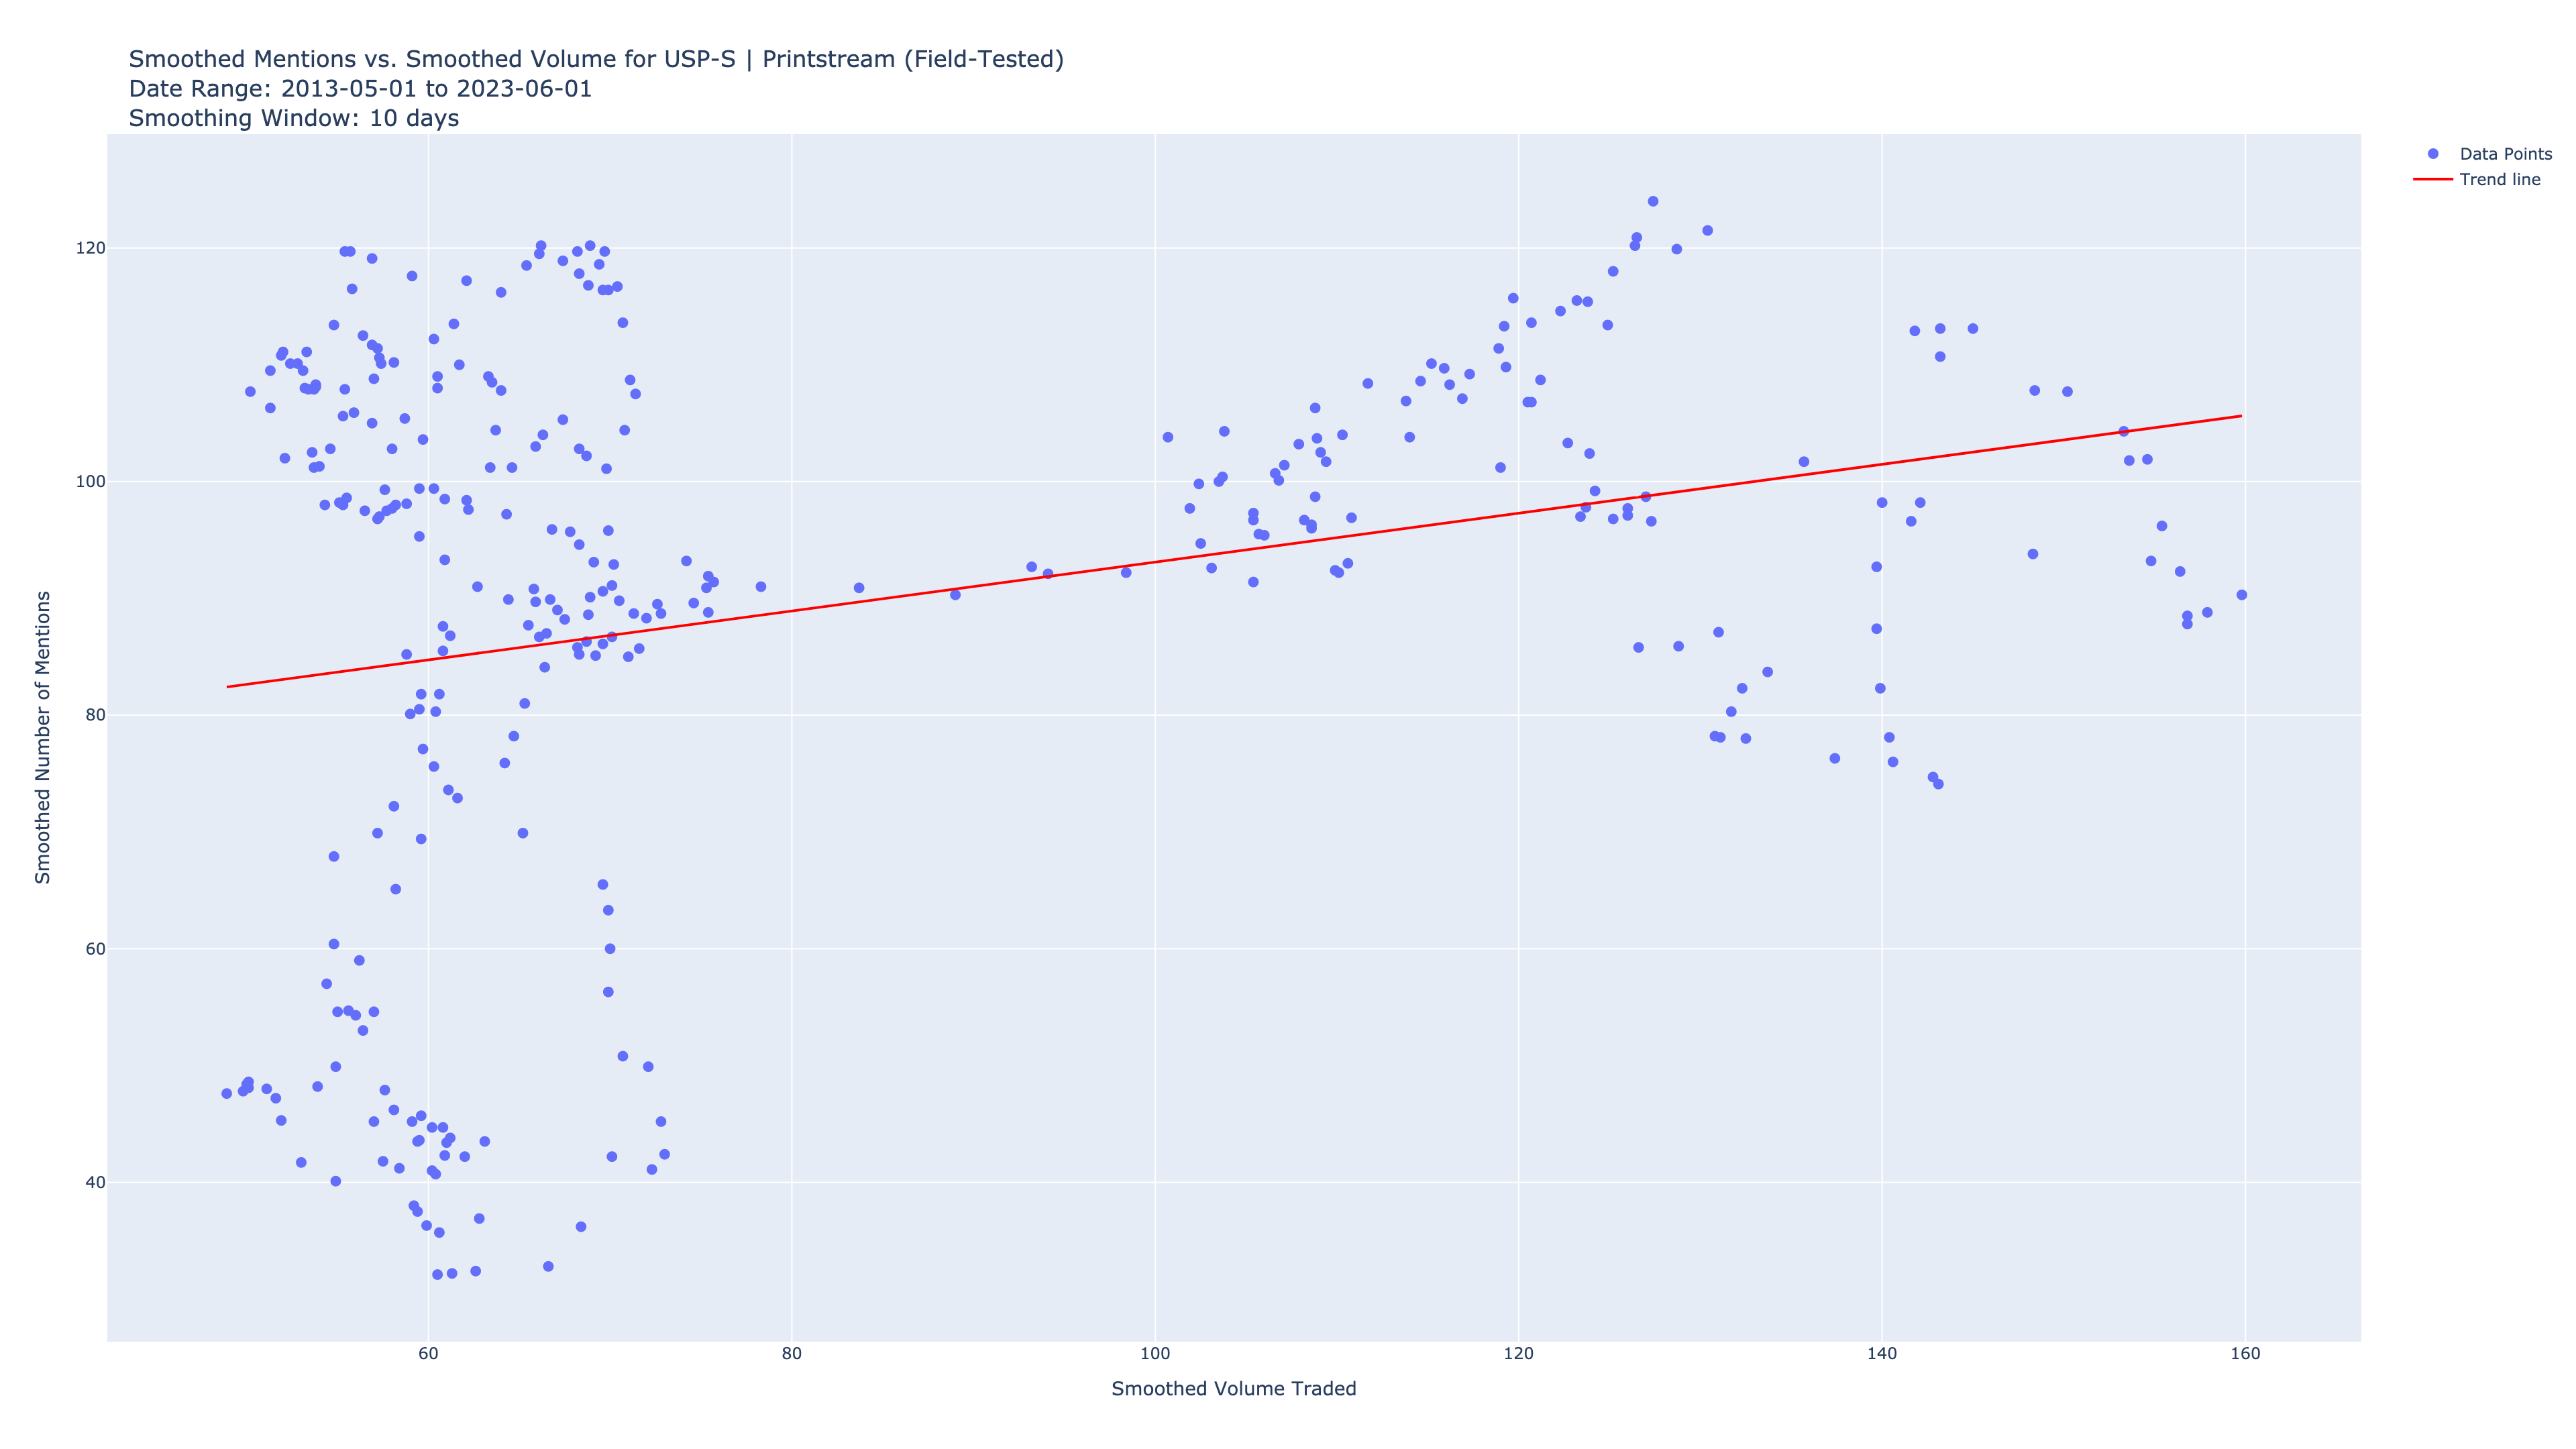 Smoothed Mentions vs. Smoothed Volume for USP-S | Printstream (Field-Tested)
Date Range: 2013-05-01 to 2023-06-01
Smoothing Window: 10 days
Data Points
Trend line
120
100
80
60
40
Smoothed Number of Mentions
60
80
100
120
140
160
Smoothed Volume Traded